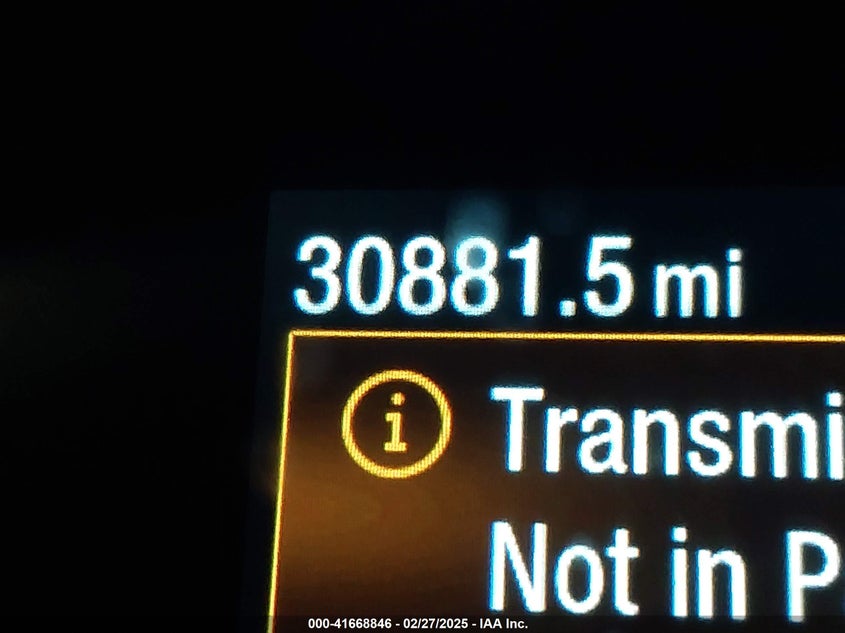 30881.5 mi
i
Transmi
Not in P
000-41668846 - 02/27/2025 - IAA Inc.